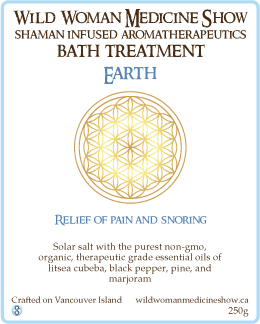 Wild Woman Medicine Show
shaman infused aromatherapeutics
bath treatment
Earth
Relief of pain and snoring
Solar salt with the purest non-gmo,
organic, therapeutic grade essential oils of
litsea cubeba, black pepper, pine, and
marjoram
Crafted on Vancouver Island wildwomanmedicineshow.ca
250g